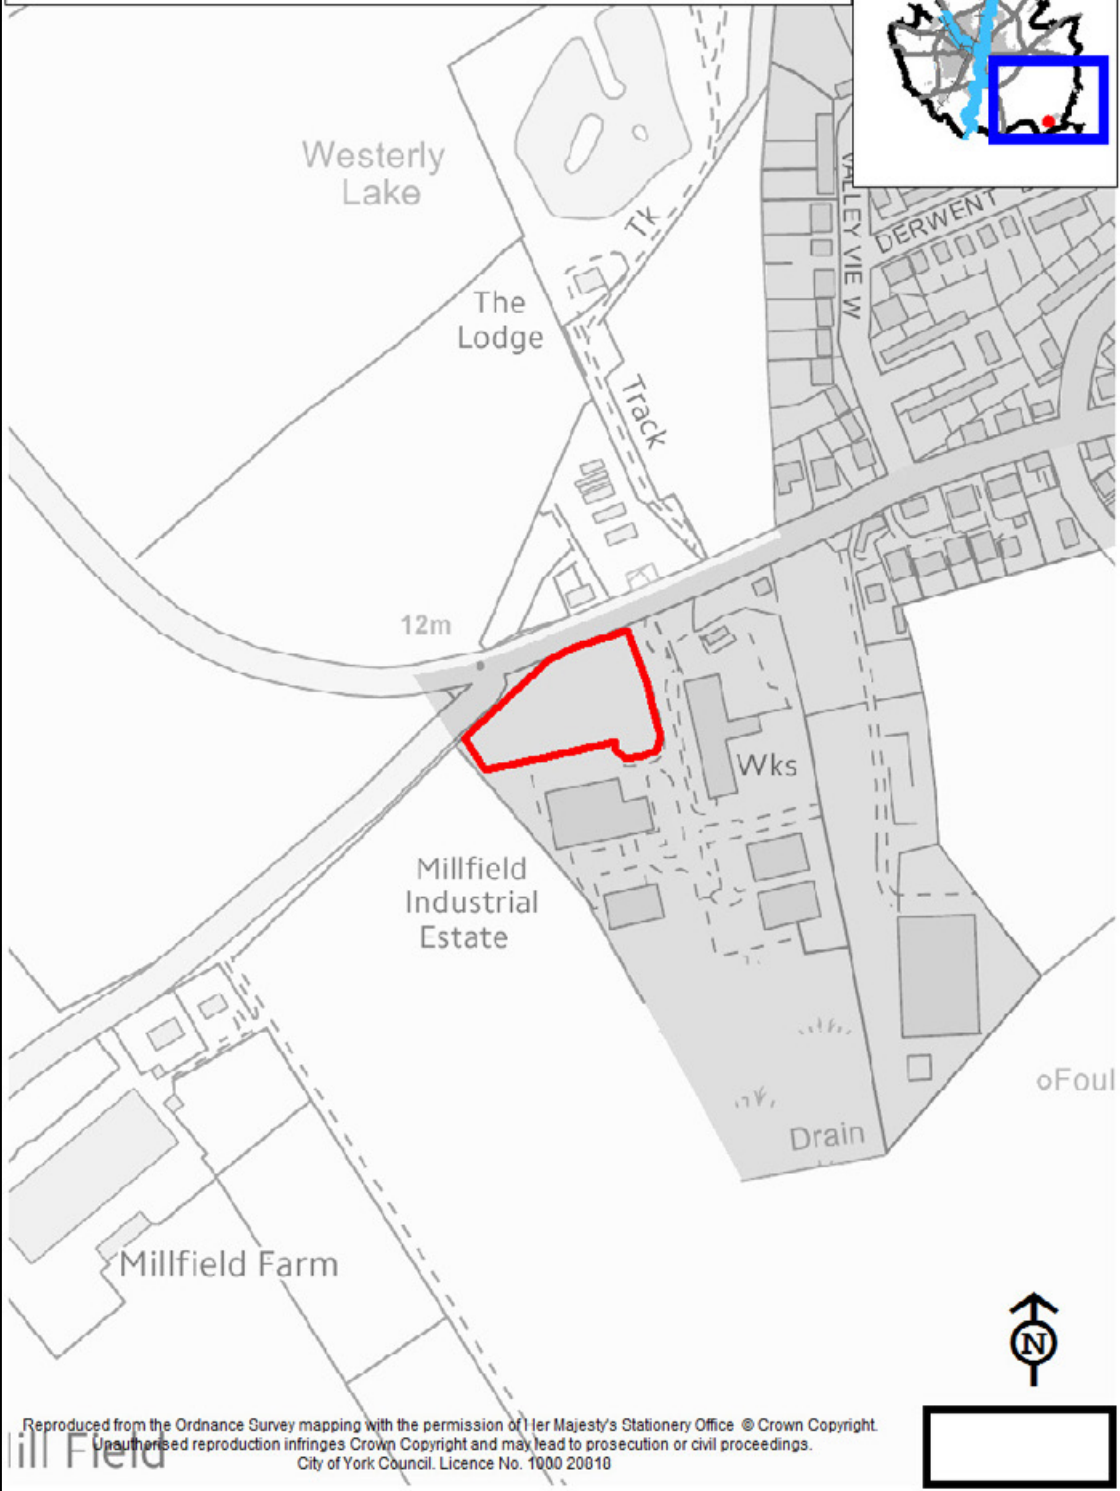 Westerly
Lake
Tk
VALLEY VIEW
DERWENT
The
Lodge
Track
12m
Wks
Millfield
Industrial
Estate
oFoul
Drain
Millfield Farm
N
Reproduced from the Ordnance Survey mapping with the permission of Her Majesty's Stationery Office © Crown Copyright.
Unauthorised reproduction infringes Crown Copyright and may lead to prosecution or civil proceedings.
ill Field
City of York Council. Licence No. 1000 20818